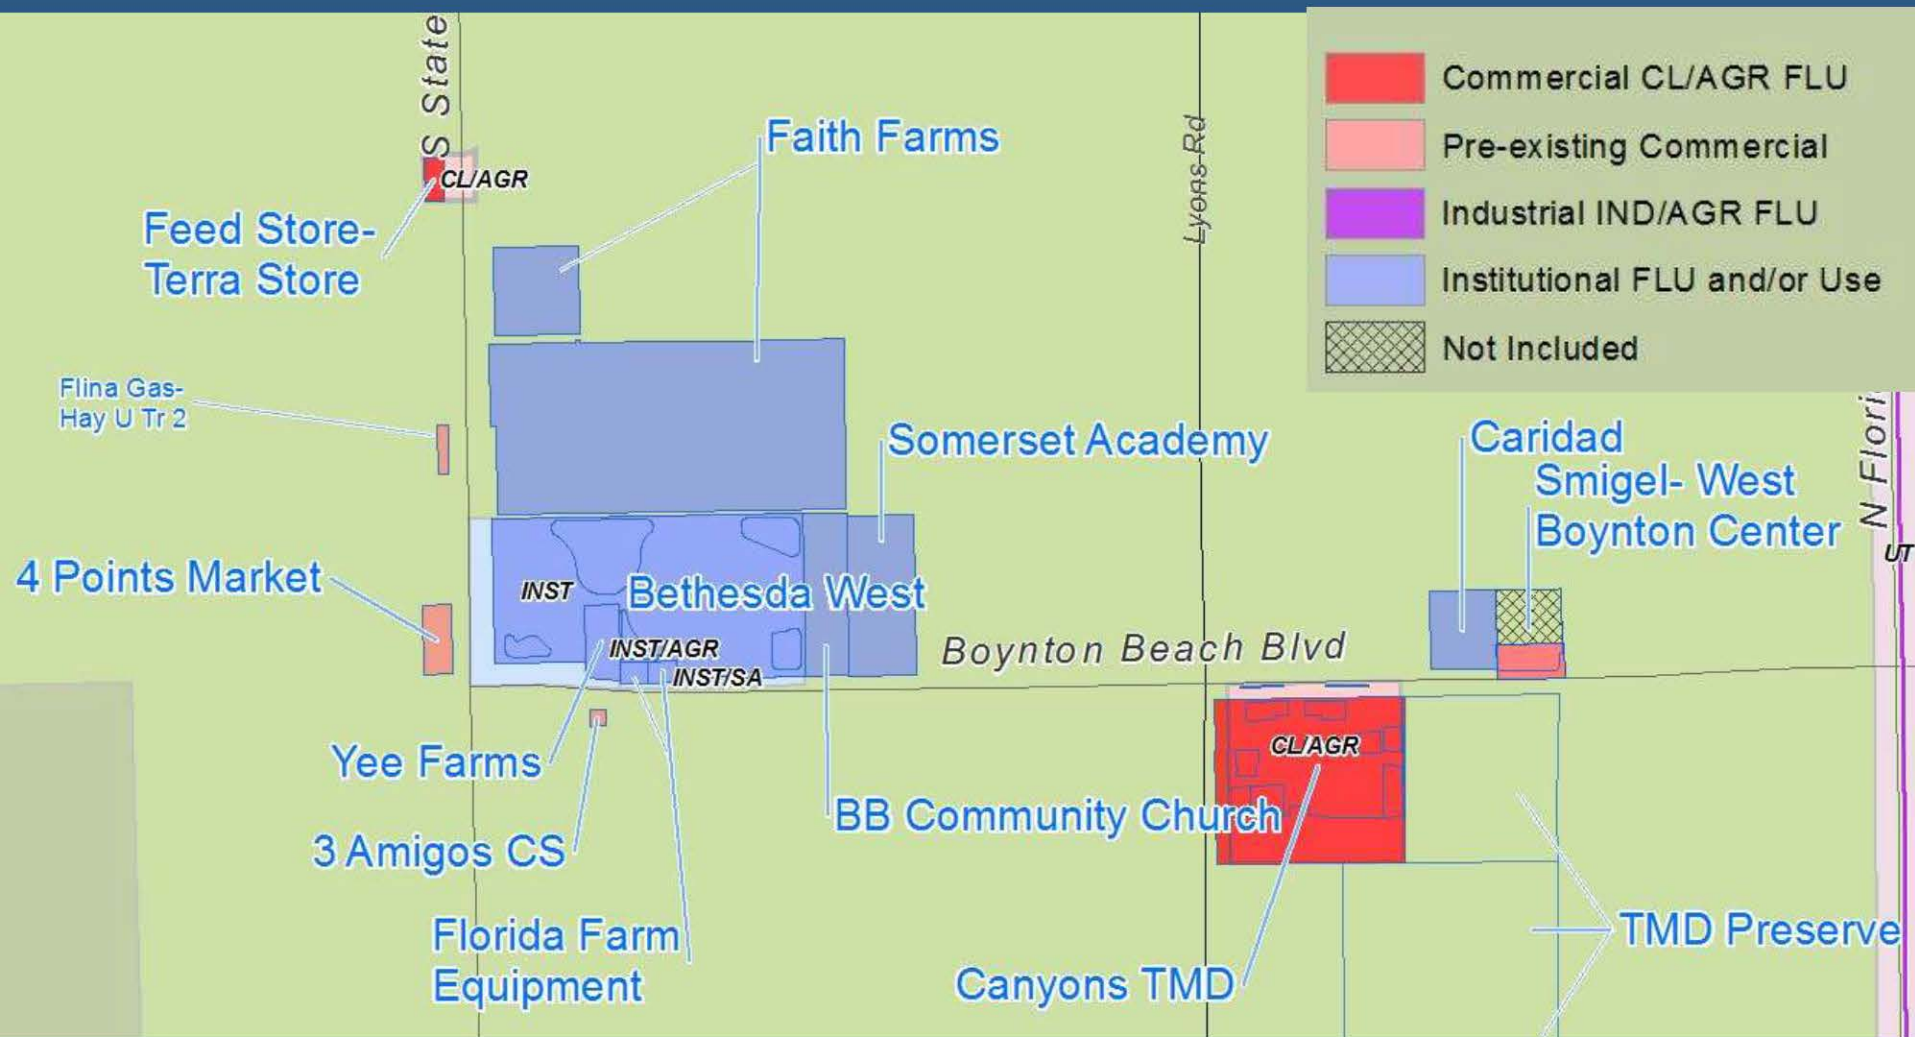 S State
Lyons Rd
Commercial CL/AGR FLU
Pre-existing Commercial
Industrial IND/AGR FLU
Institutional FLU and/or Use
Not Included
Faith Farms
CL/AGR
Feed Store-
Terra Store
Flina Gas-
Hay U Tr 2
Somerset Academy
Caridad
Smigel- West
Boynton Center
N Flori
UT
4 Points Market
INST
Bethesda West
INST/AGR
INST/SA
Boynton Beach Blvd
CL/AGR
Yee Farms
BB Community Church
3 Amigos CS
Florida Farm
Equipment
Canyons TMD
TMD Preserve